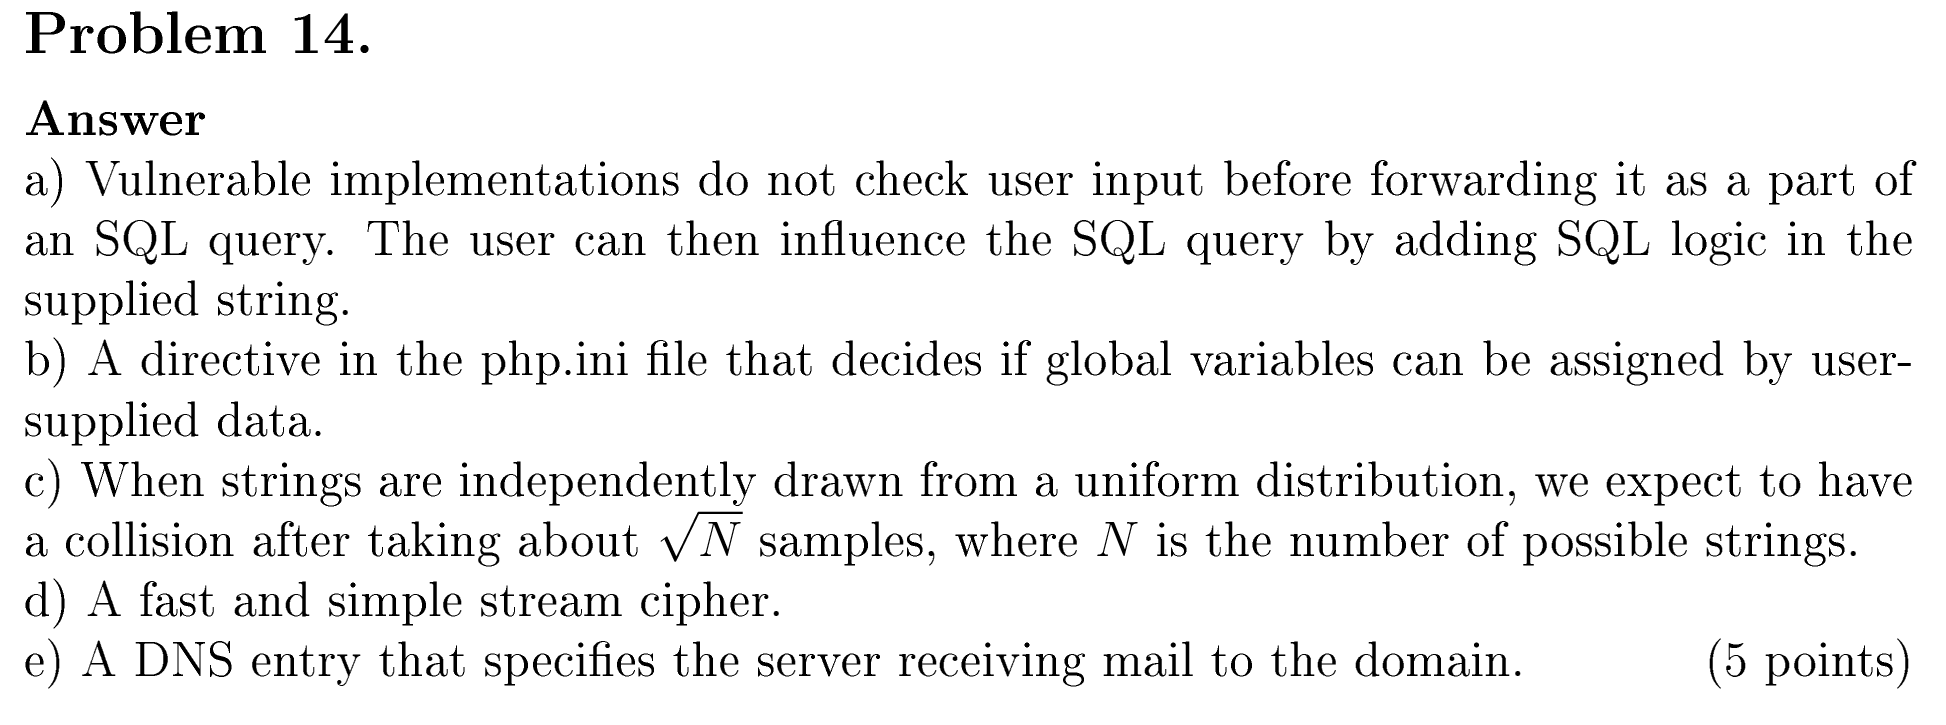 Problem 14.
Answer
a) Vulnerable implementations do not check user input before forwarding it as a part of
an SQL query. The user can then influence the SQL query by adding SQL logic in the
supplied string.
b) A directive in the php.ini file that decides if global variables can be assigned by user-
supplied data.
c) When strings are independently drawn from a uniform distribution, we expect to have
a collision after taking about √N samples, where N is the number of possible strings.
d) A fast and simple stream cipher.
e) A DNS entry that specifies the server receiving mail to the domain. (5 points)